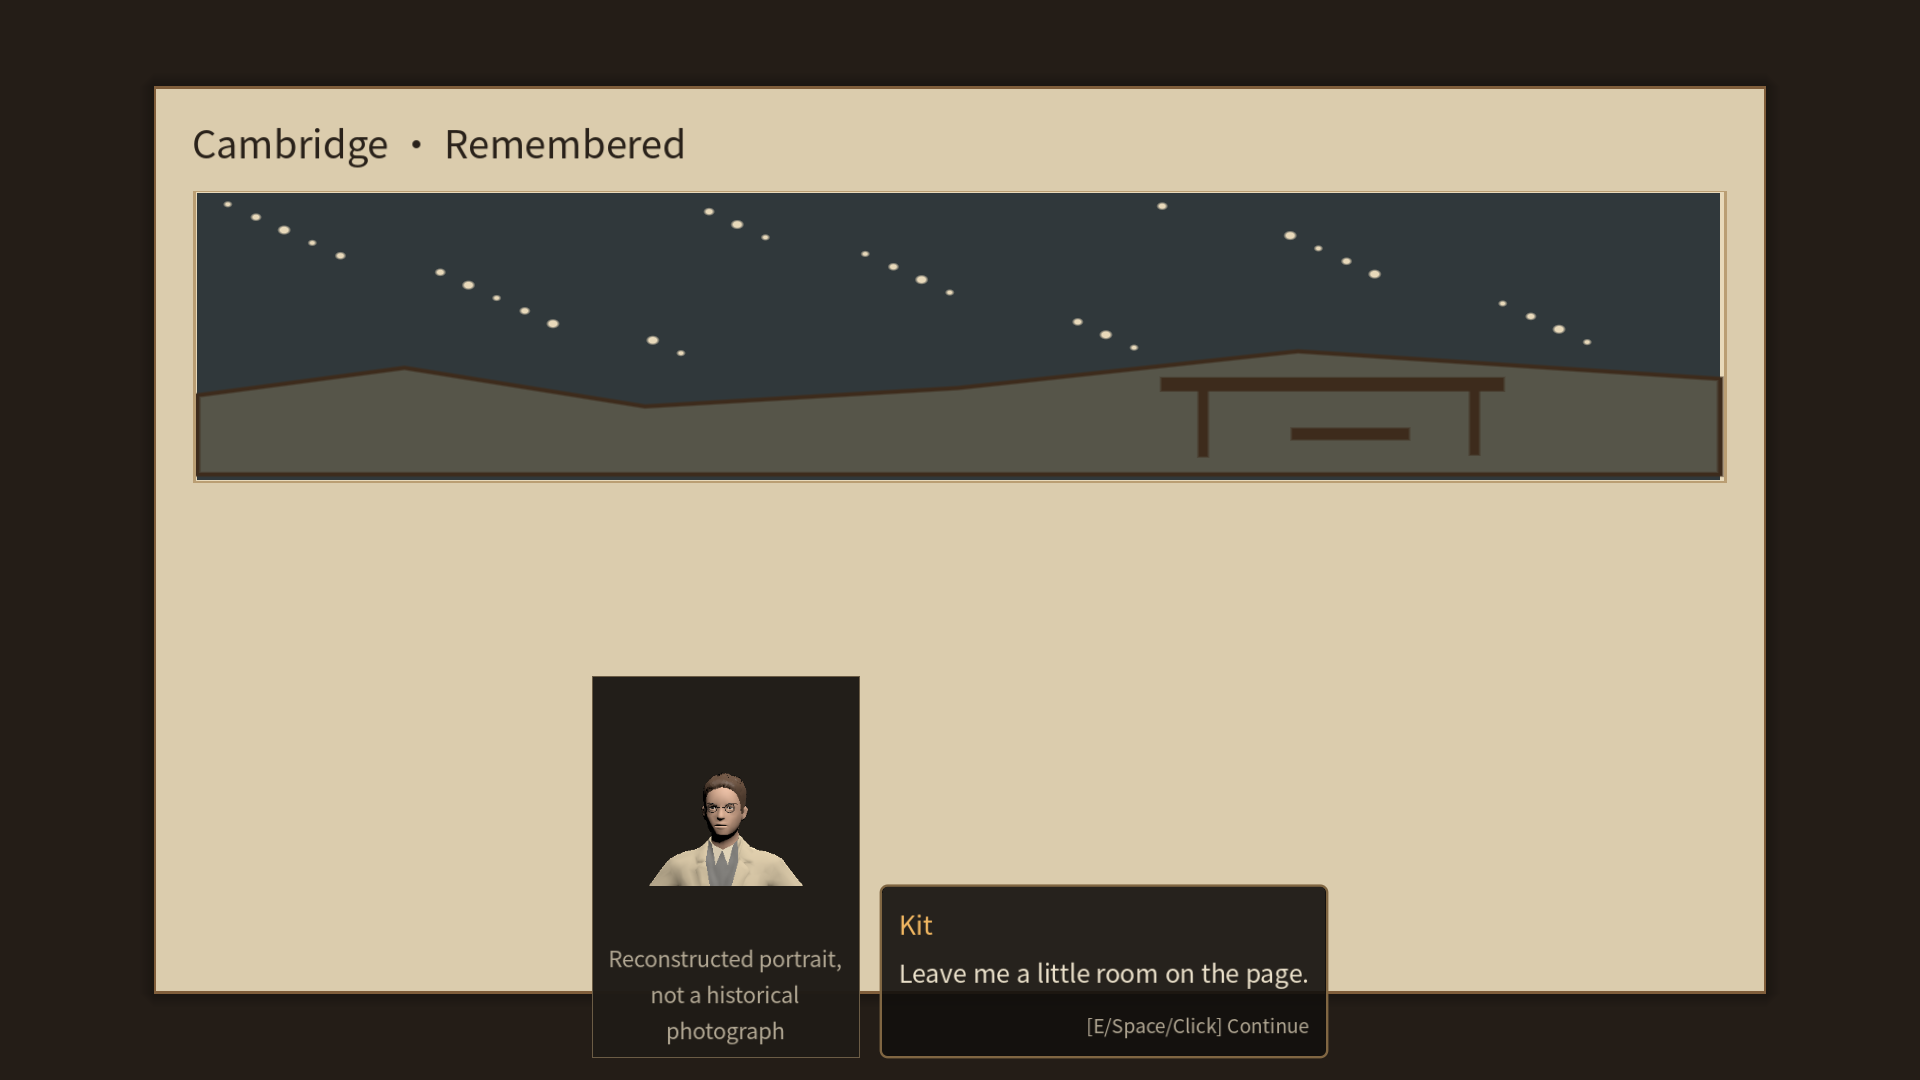 Cambridge • Remembered
Reconstructed portrait,
not a historical
photograph
Kit
Leave me a little room on the page.
[E/Space/Click] Continue